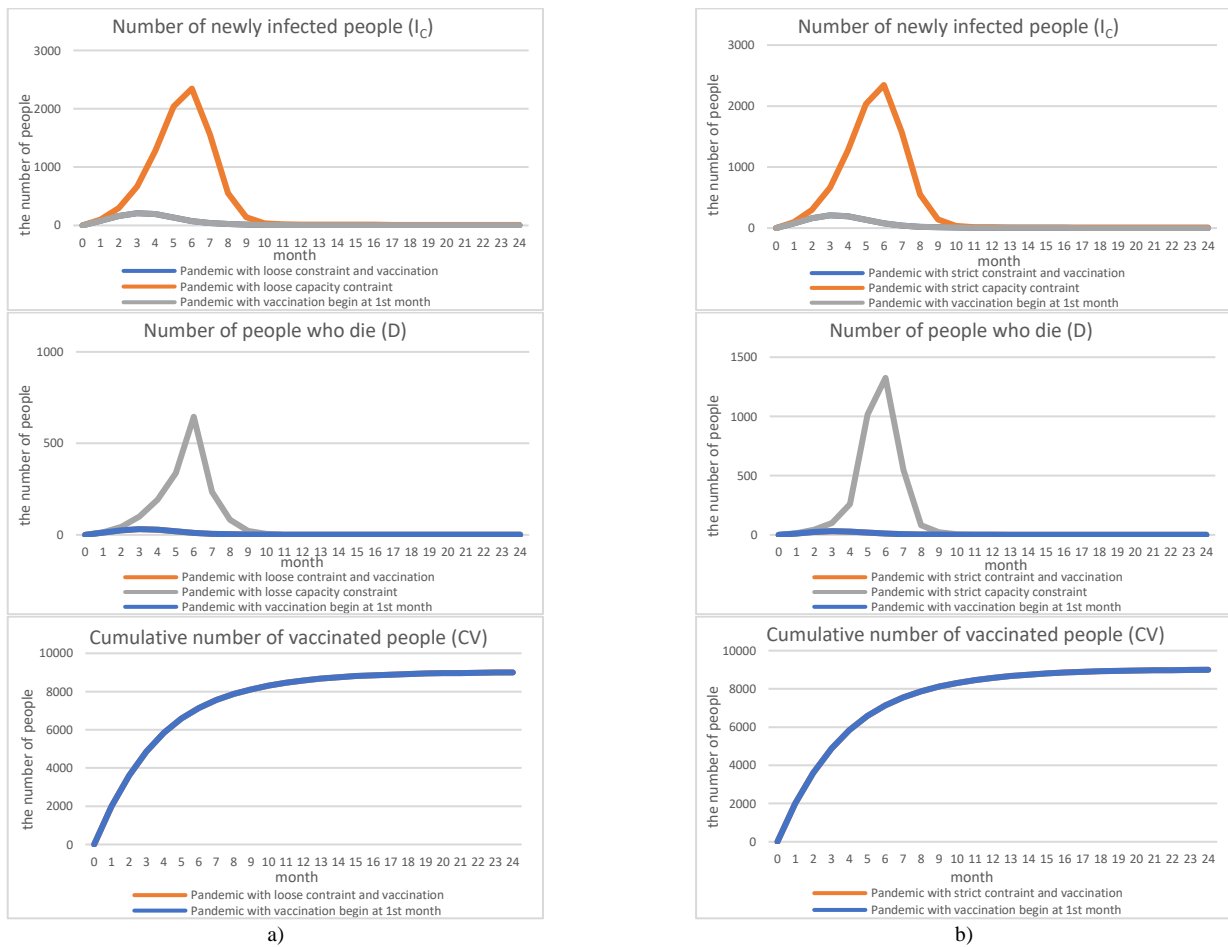 Number of newly infected people (IC)
3000
2000
1000
0
the number of people
0 1 2 3 4 5 6 7 8 9 10 11 12 13 14 15 16 17 18 19 20 21 22 23 24
month
Pandemic with loose constraint and vaccination
Pandemic with loose capacity contraint
Pandemic with vaccination begin at 1st month
Number of people who die (D)
1000
500
0
the number of people
0 1 2 3 4 5 6 7 8 9 10 11 12 13 14 15 16 17 18 19 20 21 22 23 24
month
Pandemic with loose contraint and vaccination
Pandemic with losse capacity constraint
Pandemic with vaccination begin at 1st month
Cumulative number of vaccinated people (CV)
10000
8000
6000
4000
2000
0
the number of people
0 1 2 3 4 5 6 7 8 9 10 11 12 13 14 15 16 17 18 19 20 21 22 23 24
month
Pandemic with loose contraint and vaccination
Pandemic with vaccination begin at 1st month
a)
Number of newly infected people (IC)
3000
2000
1000
0
the number of people
0 1 2 3 4 5 6 7 8 9 10 11 12 13 14 15 16 17 18 19 20 21 22 23 24
month
Pandemic with strict constraint and vaccination
Pandemic with strict capacity contraint
Pandemic with vaccination begin at 1st month
Number of people who die (D)
1500
1000
500
0
the number of people
0 1 2 3 4 5 6 7 8 9 10 11 12 13 14 15 16 17 18 19 20 21 22 23 24
month
Pandemic with strict contraint and vaccination
Pandemic with strict capacity constraint
Pandemic with vaccination begin at 1st month
Cumulative number of vaccinated people (CV)
10000
8000
6000
4000
2000
0
the number of people
0 1 2 3 4 5 6 7 8 9 10 11 12 13 14 15 16 17 18 19 20 21 22 23 24
month
Pandemic with strict contraint and vaccination
Pandemic with vaccination begin at 1st month
b)